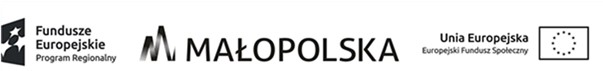 Fundusze
Europejskie
Program Regionalny
MAŁOPOLSKA
Unia Europejska
Europejski Fundusz Społeczny